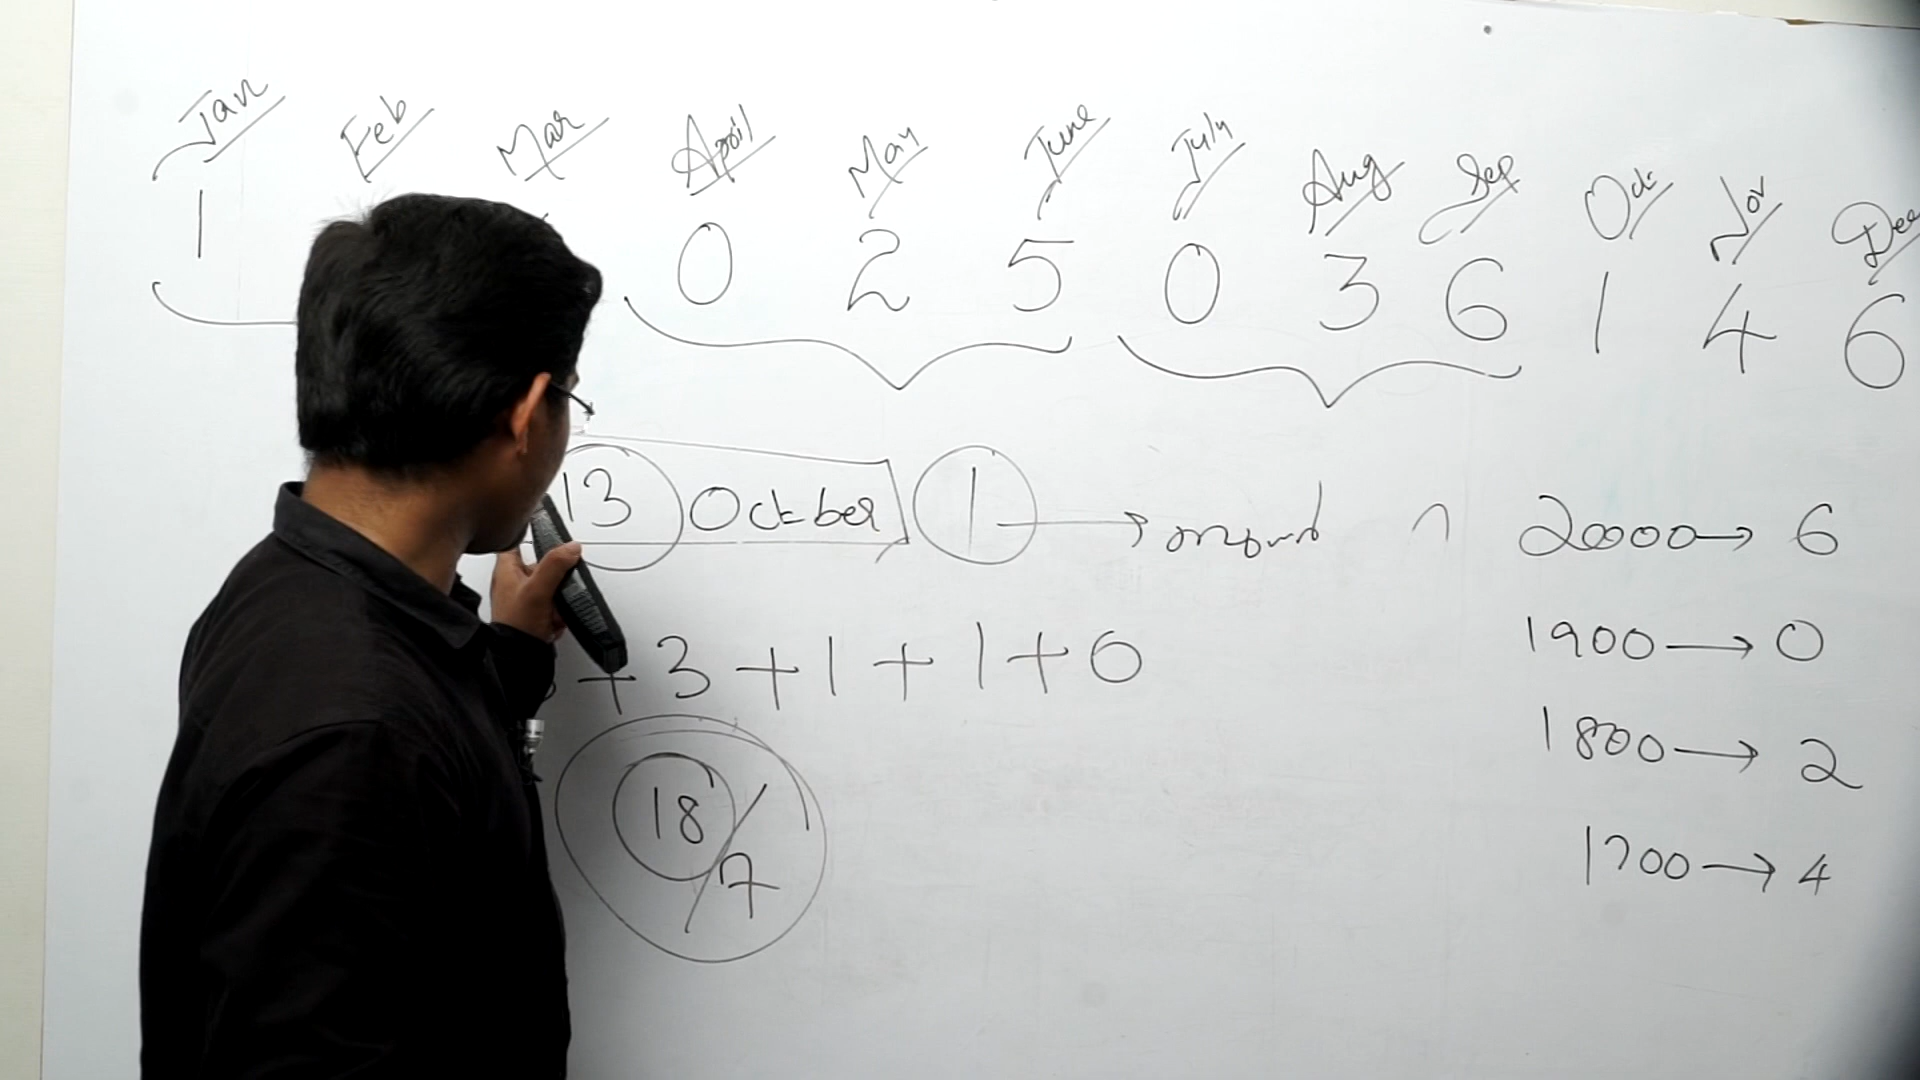 Jan Feb Mar April May June July Aug Sep Oct Nov Dec
1 0 2 5 0 3 6 1 4 6
13 October 1 →
2000 → 6
1900 → 0
+ 3 + 1 + 1 + 0
1800 → 2
18/7
1700 → 4